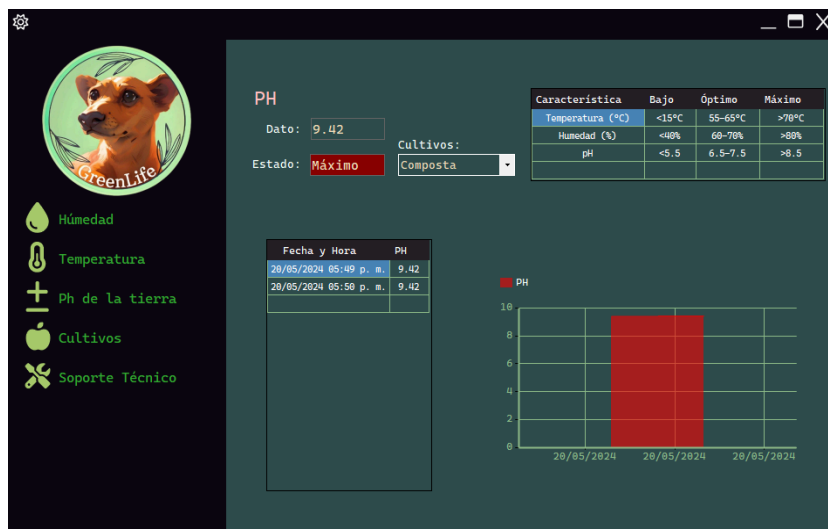 GreenLife
Húmedad
Temperatura
Ph de la tierra
Cultivos
Soporte Técnico
PH
Dato: 9.42
Cultivos:
Estado: Máximo Composta
Característica Bajo Óptimo Máximo
Temperatura (°C) <15°C 55-65°C >70°C
Humedad (%) <40% 60-70% >80%
pH <5.5 6.5-7.5 >8.5
Fecha y Hora PH
20/05/2024 05:49 p. m. 9.42
20/05/2024 05:50 p. m. 9.42
PH
10
8
6
4
2
0
20/05/2024 20/05/2024 20/05/2024